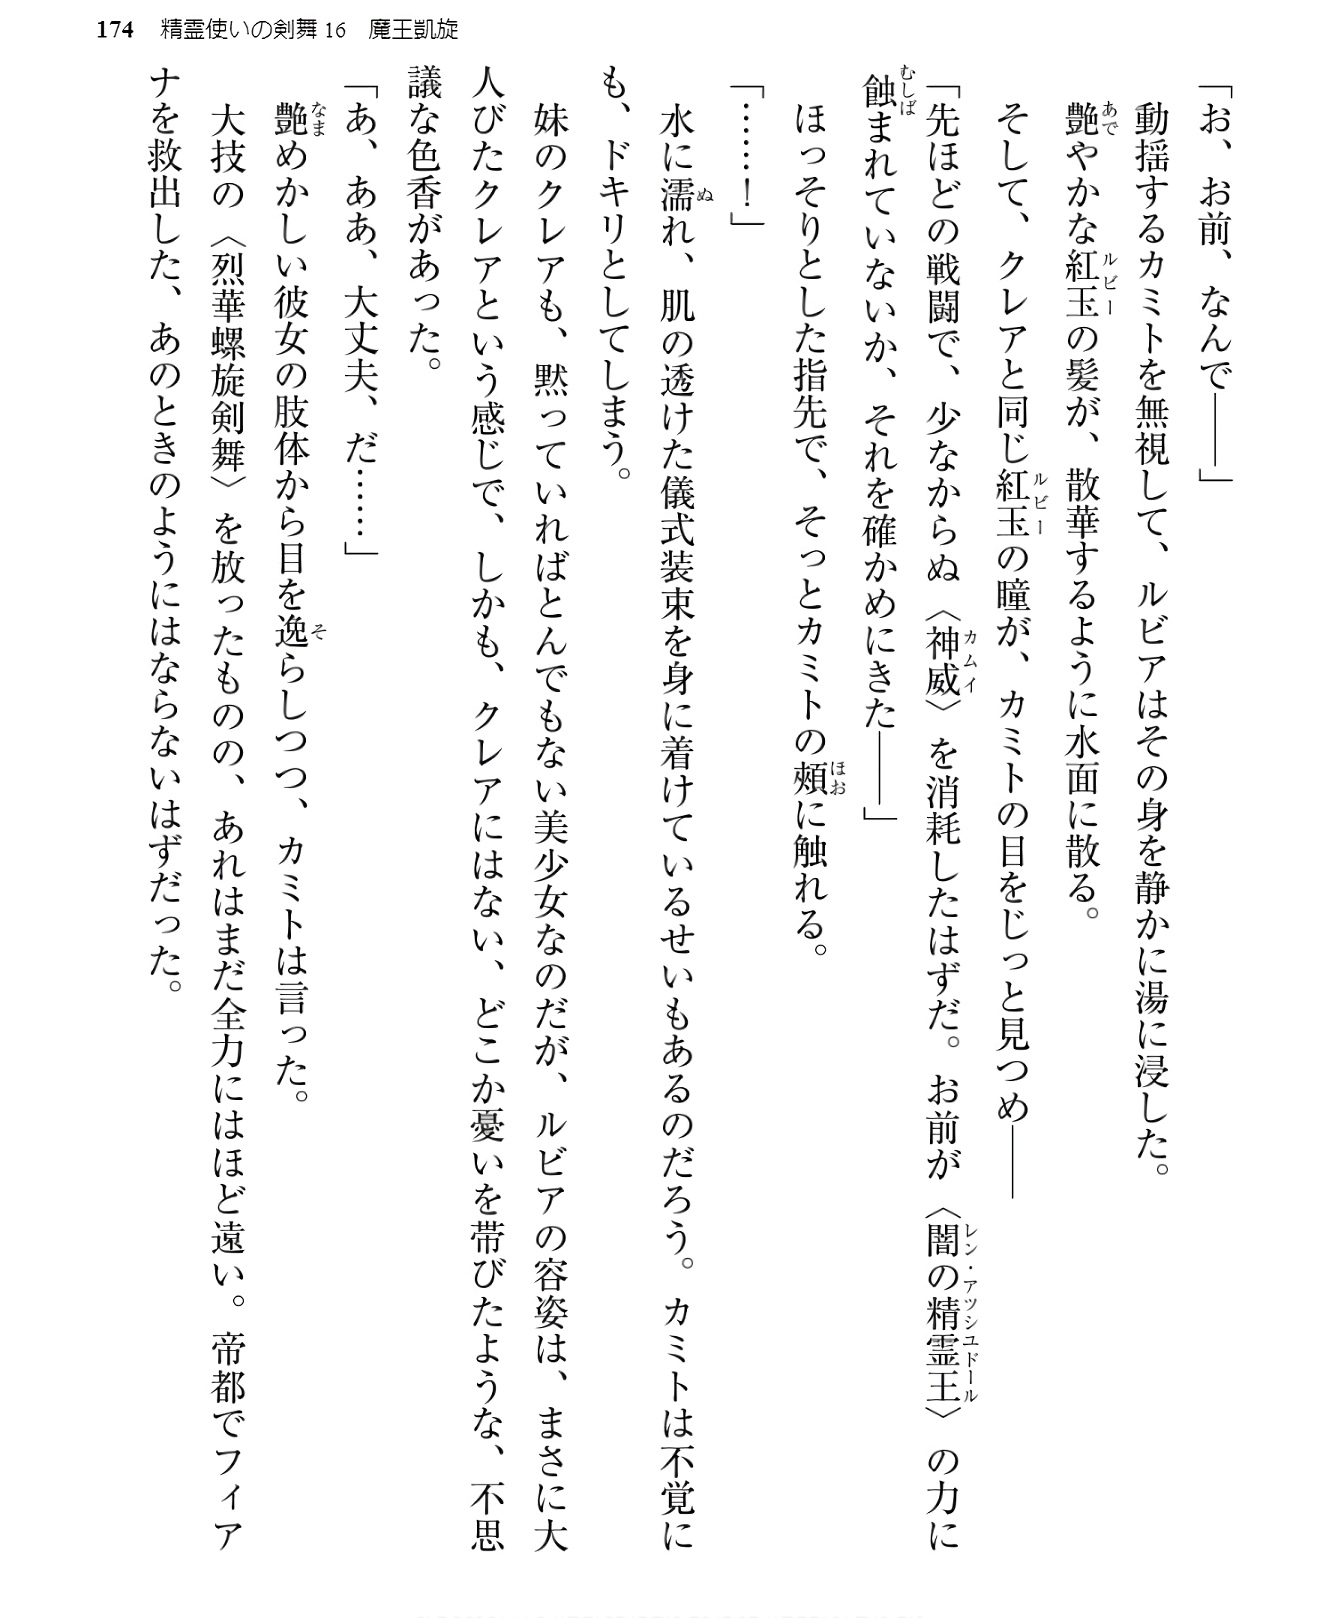 174 精霊使いの剣舞16 魔王凱旋
「お、お前、なんで――」
動揺するカミトを無視して、ルビアはその身を静かに湯に浸した。
艶やかな紅玉の髪が、散華するように水面に散る。
そして、クレアと同じ紅玉の瞳が、カミトの目をじっと見つめ――
「先ほどの戦闘で、少なからぬ〈神威〉を消耗したはずだ。お前が〈闇の精霊王〉の力に
蝕まれていないか、それを確かめにきた――」
ほっそりとした指先で、そっとカミトの頰に触れる。
「……！」
水に濡れ、肌の透けた儀式装束を身に着けているせいもあるのだろう。カミトは不覚に
も、ドキリとしてしまう。
妹のクレアも、黙っていればとんでもない美少女なのだが、ルビアの容姿は、まさに大
人びたクレアという感じで、しかも、クレアにはない、どこか憂いを帯びたような、不思
議な色香があった。
「あ、ああ、大丈夫、だ……」
艶めかしい彼女の肢体から目を逸らしつつ、カミトは言った。
大技の〈烈華螺旋剣舞〉を放ったものの、あれはまだ全力にはほど遠い。帝都でフィア
ナを救出した、あのときのようにはならないはずだった。